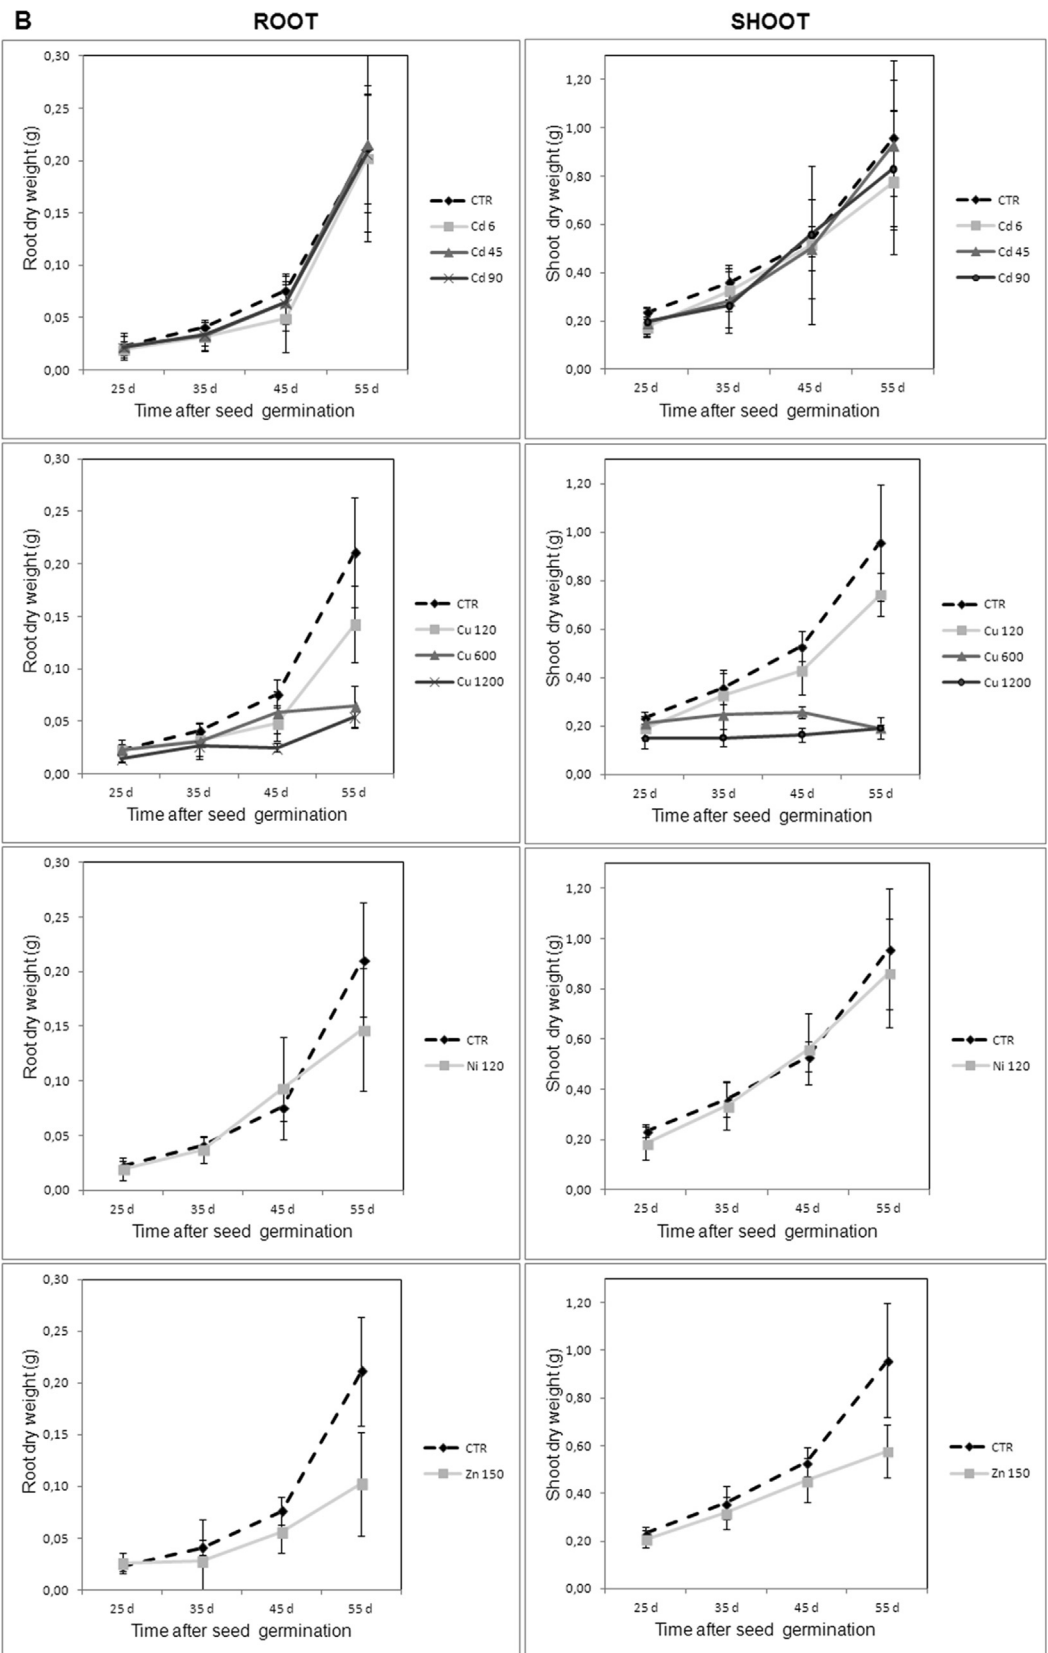 B
ROOT
SHOOT
Root dry weight (g)
0,30
0,25
0,20
0,15
0,10
0,05
0,00
25 d 35 d 45 d 55 d
Time after seed germination
CTR
Cd 6
Cd 45
Cd 90
Shoot dry weight (g)
1,20
1,00
0,80
0,60
0,40
0,20
0,00
25 d 35 d 45 d 55 d
Time after seed germination
CTR
Cd 6
Cd 45
Cd 90
Root dry weight (g)
0,30
0,25
0,20
0,15
0,10
0,05
0,00
25 d 35 d 45 d 55 d
Time after seed germination
CTR
Cu 120
Cu 600
Cu 1200
Shoot dry weight (g)
1,20
1,00
0,80
0,60
0,40
0,20
0,00
25 d 35 d 45 d 55 d
Time after seed germination
CTR
Cu 120
Cu 600
Cu 1200
Root dry weight (g)
0,30
0,25
0,20
0,15
0,10
0,05
0,00
25 d 35 d 45 d 55 d
Time after seed germination
CTR
Ni 120
Shoot dry weight (g)
1,20
1,00
0,80
0,60
0,40
0,20
0,00
25 d 35 d 45 d 55 d
Time after seed germination
CTR
Ni 120
Root dry weight (g)
0,30
0,25
0,20
0,15
0,10
0,05
0,00
25 d 35 d 45 d 55 d
Time after seed germination
CTR
Zn 150
Shoot dry weight (g)
1,20
1,00
0,80
0,60
0,40
0,20
0,00
25 d 35 d 45 d 55 d
Time after seed germination
CTR
Zn 150